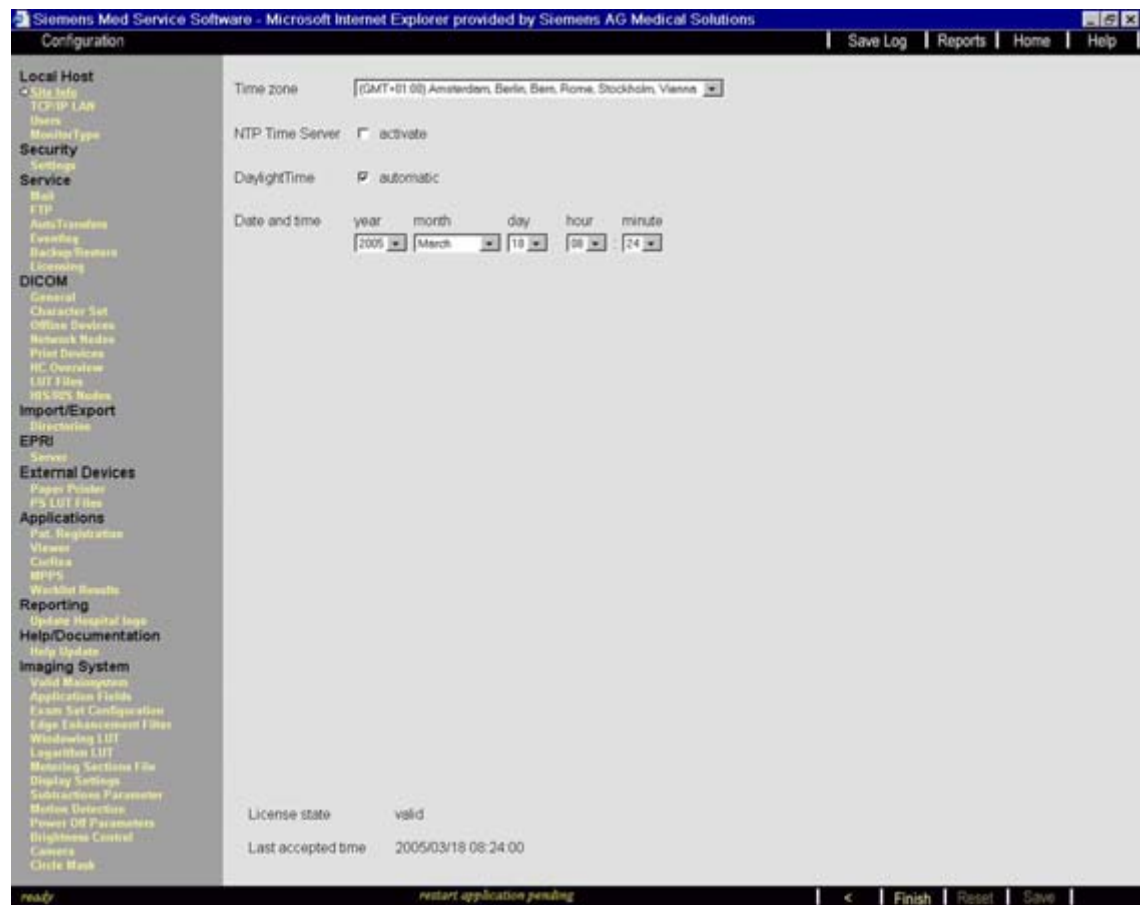 Siemens Med Service Software - Microsoft Internet Explorer provided by Siemens AG Medical Solutions
Configuration
Save Log Reports Home Help
Local Host
Site Info
TCP/IP LAN
Users
MonitorType
Security
Settings
Service
Mail
FTP
AutoTransfers
Eventlog
Backup/Restore
Licensing
DICOM
General
Character Set
Offline Devices
Network Nodes
Print Devices
HC Overview
LUT Files
HIS/RIS Nodes
Import/Export
Directories
EPRI
Server
External Devices
Paper Printer
PS LUT Files
Applications
Pat. Registration
Viewer
MPPS
Worklist Results
Reporting
Update Hospital logo
Help/Documentation
Help Update
Imaging System
Valid Mainsystem
Application Fields
Exam Set Configuration
Edge Enhancement Filter
Windowing LUT
Logarithm LUT
Metering Sections File
Display Settings
Subtractions Parameter
Motion Detection
Power Off Parameters
Brightness Control
Camera
Circle Mask
Time zone (GMT+01:00) Amsterdam, Berlin, Bern, Rome, Stockholm, Vienna
NTP Time Server activate
DaylightTime automatic
Date and time year month day hour minute
2005 March 18 08 : 24
License state valid
Last accepted time 2005/03/18 08:24:00
ready restart application pending < Finish Reset Save